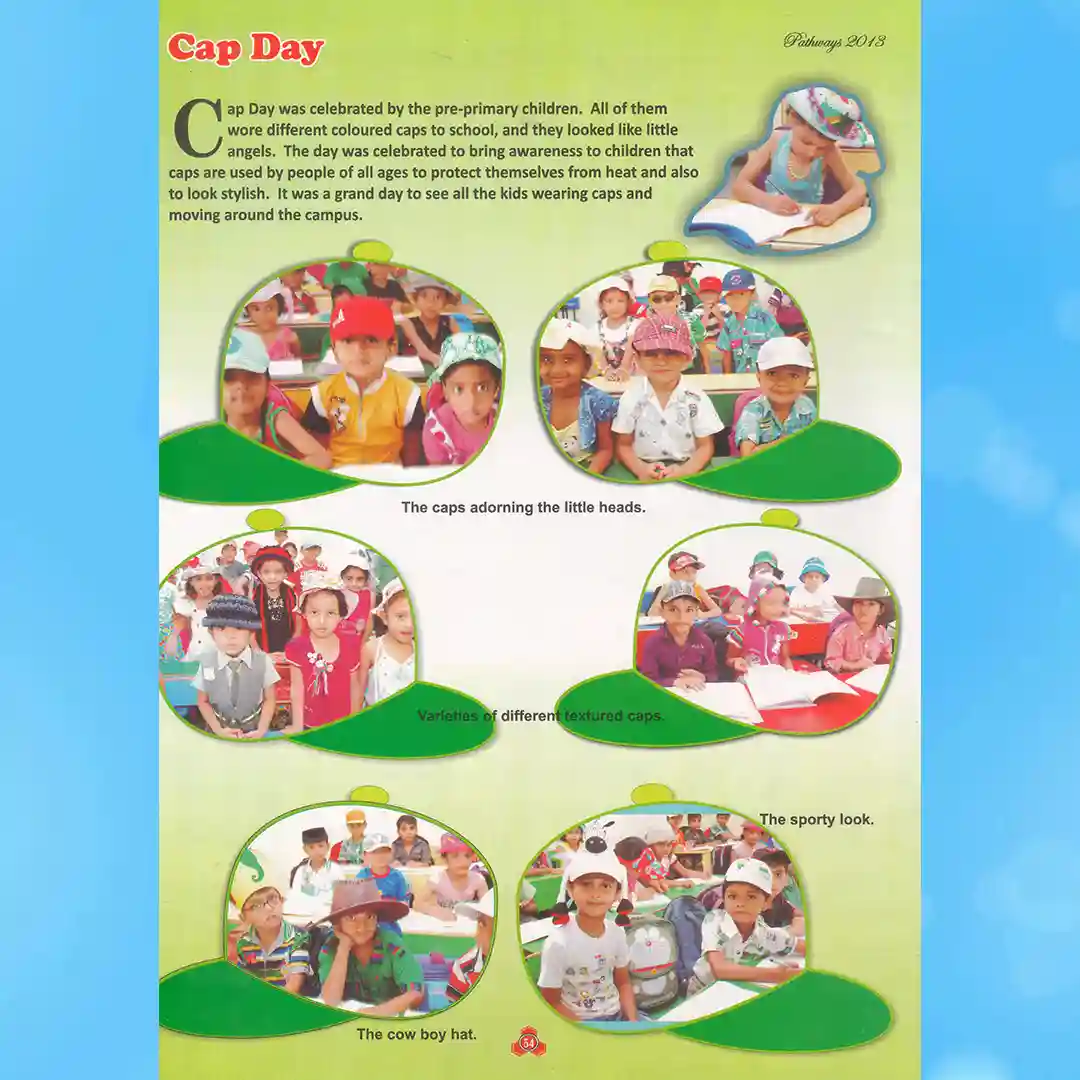 Cap Day
Pathways 2013
Cap Day was celebrated by the pre-primary children. All of them
wore different coloured caps to school, and they looked like little
angels. The day was celebrated to bring awareness to children that
caps are used by people of all ages to protect themselves from heat and also
to look stylish. It was a grand day to see all the kids wearing caps and
moving around the campus.
The caps adorning the little heads.
Varieties of different textured caps.
The sporty look.
The cow boy hat.
54